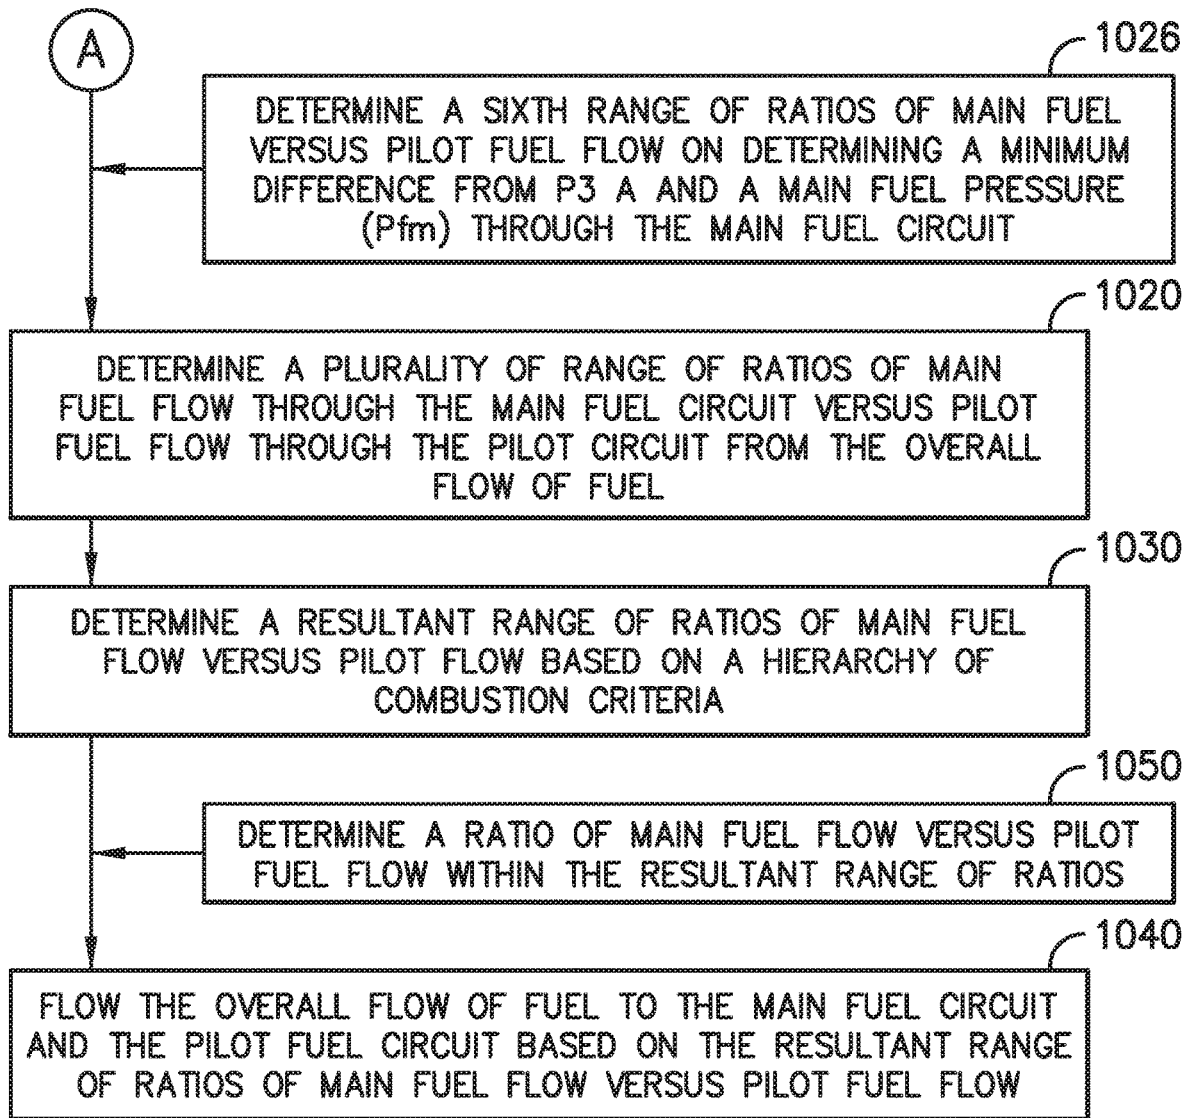 A
1026
DETERMINE A SIXTH RANGE OF RATIOS OF MAIN FUEL
VERSUS PILOT FUEL FLOW ON DETERMINING A MINIMUM
DIFFERENCE FROM P3 A AND A MAIN FUEL PRESSURE
(Pfm) THROUGH THE MAIN FUEL CIRCUIT
1020
DETERMINE A PLURALITY OF RANGE OF RATIOS OF MAIN
FUEL FLOW THROUGH THE MAIN FUEL CIRCUIT VERSUS PILOT
FUEL FLOW THROUGH THE PILOT CIRCUIT FROM THE OVERALL
FLOW OF FUEL
1030
DETERMINE A RESULTANT RANGE OF RATIOS OF MAIN FUEL
FLOW VERSUS PILOT FLOW BASED ON A HIERARCHY OF
COMBUSTION CRITERIA
1050
DETERMINE A RATIO OF MAIN FUEL FLOW VERSUS PILOT
FUEL FLOW WITHIN THE RESULTANT RANGE OF RATIOS
1040
FLOW THE OVERALL FLOW OF FUEL TO THE MAIN FUEL CIRCUIT
AND THE PILOT FUEL CIRCUIT BASED ON THE RESULTANT RANGE
OF RATIOS OF MAIN FUEL FLOW VERSUS PILOT FUEL FLOW